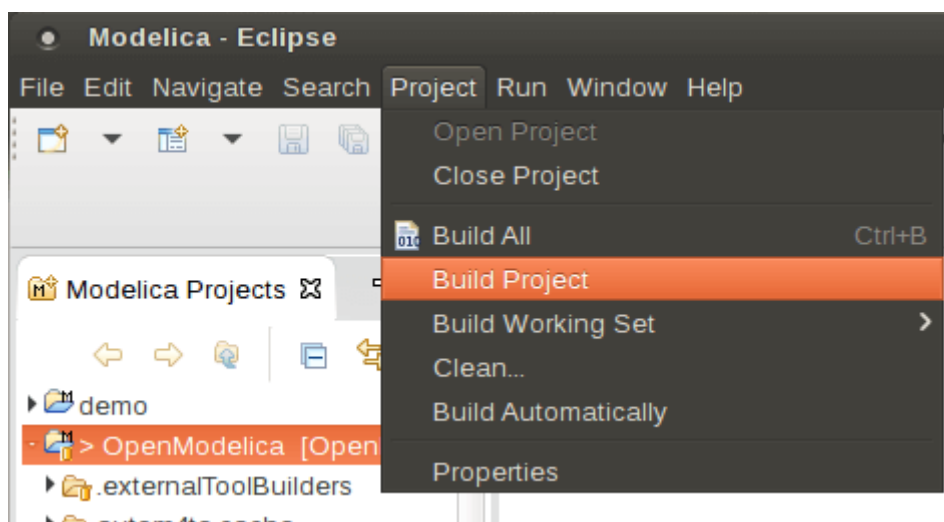 Modelica - Eclipse
File Edit Navigate Search Project Run Window Help
Open Project
Close Project
010 Build All Ctrl+B
Modelica Projects
Build Project
Build Working Set
Clean...
Build Automatically
demo
> OpenModelica [Open
Properties
.externalToolBuilders